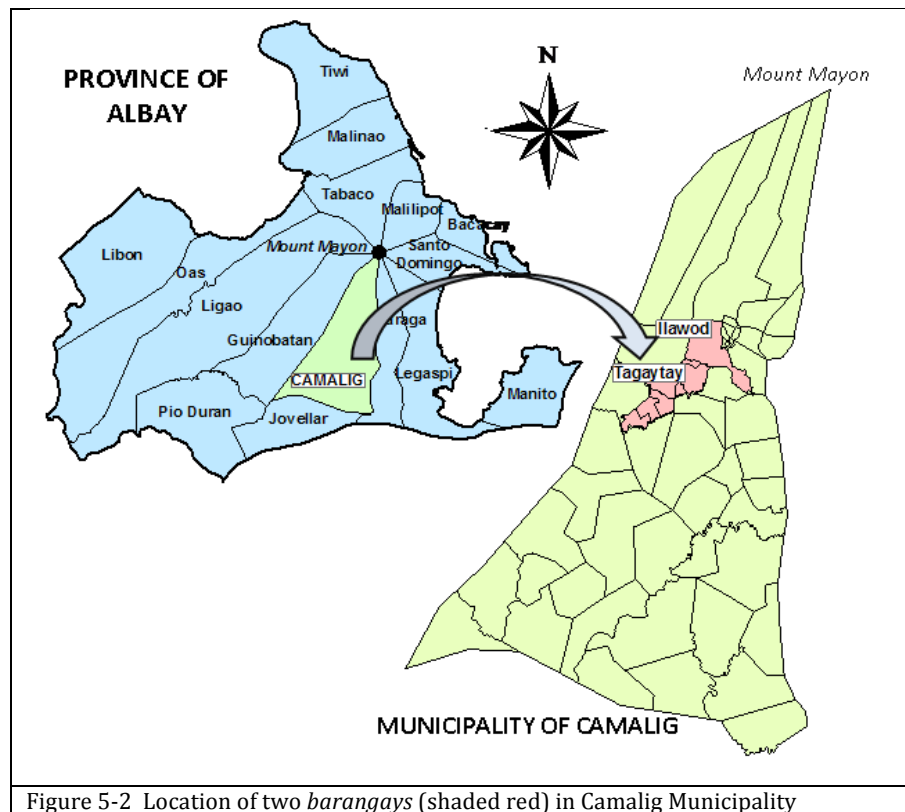 PROVINCE OF
ALBAY
N
Mount Mayon
Tiwi
Malinao
Tabaco
Malilipot
Bacacay
Mount Mayon
Santo
Domingo
Libon
Oas
Ligao
Guinobatan
CAMALIG
Legaspi
Manito
Pio Duran
Jovellar
Ilawod
Tagaytay
MUNICIPALITY OF CAMALIG
Figure 5-2 Location of two barangays (shaded red) in Camalig Municipality